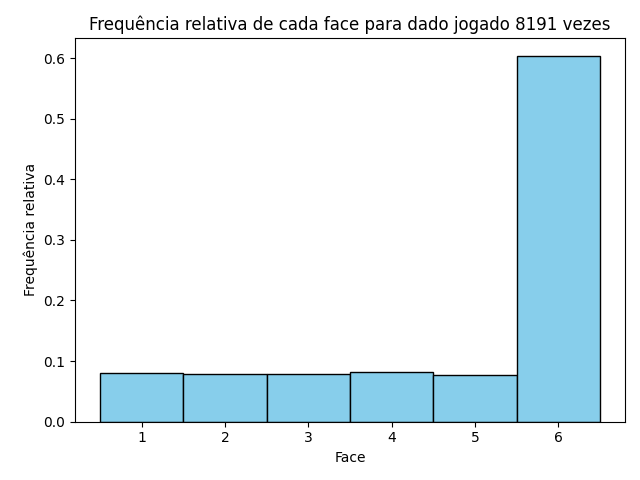 Frequência relativa de cada face para dado jogado 8191 vezes
0.6
0.5
0.4
0.3
0.2
0.1
0.0
Frequência relativa
1 2 3 4 5 6
Face